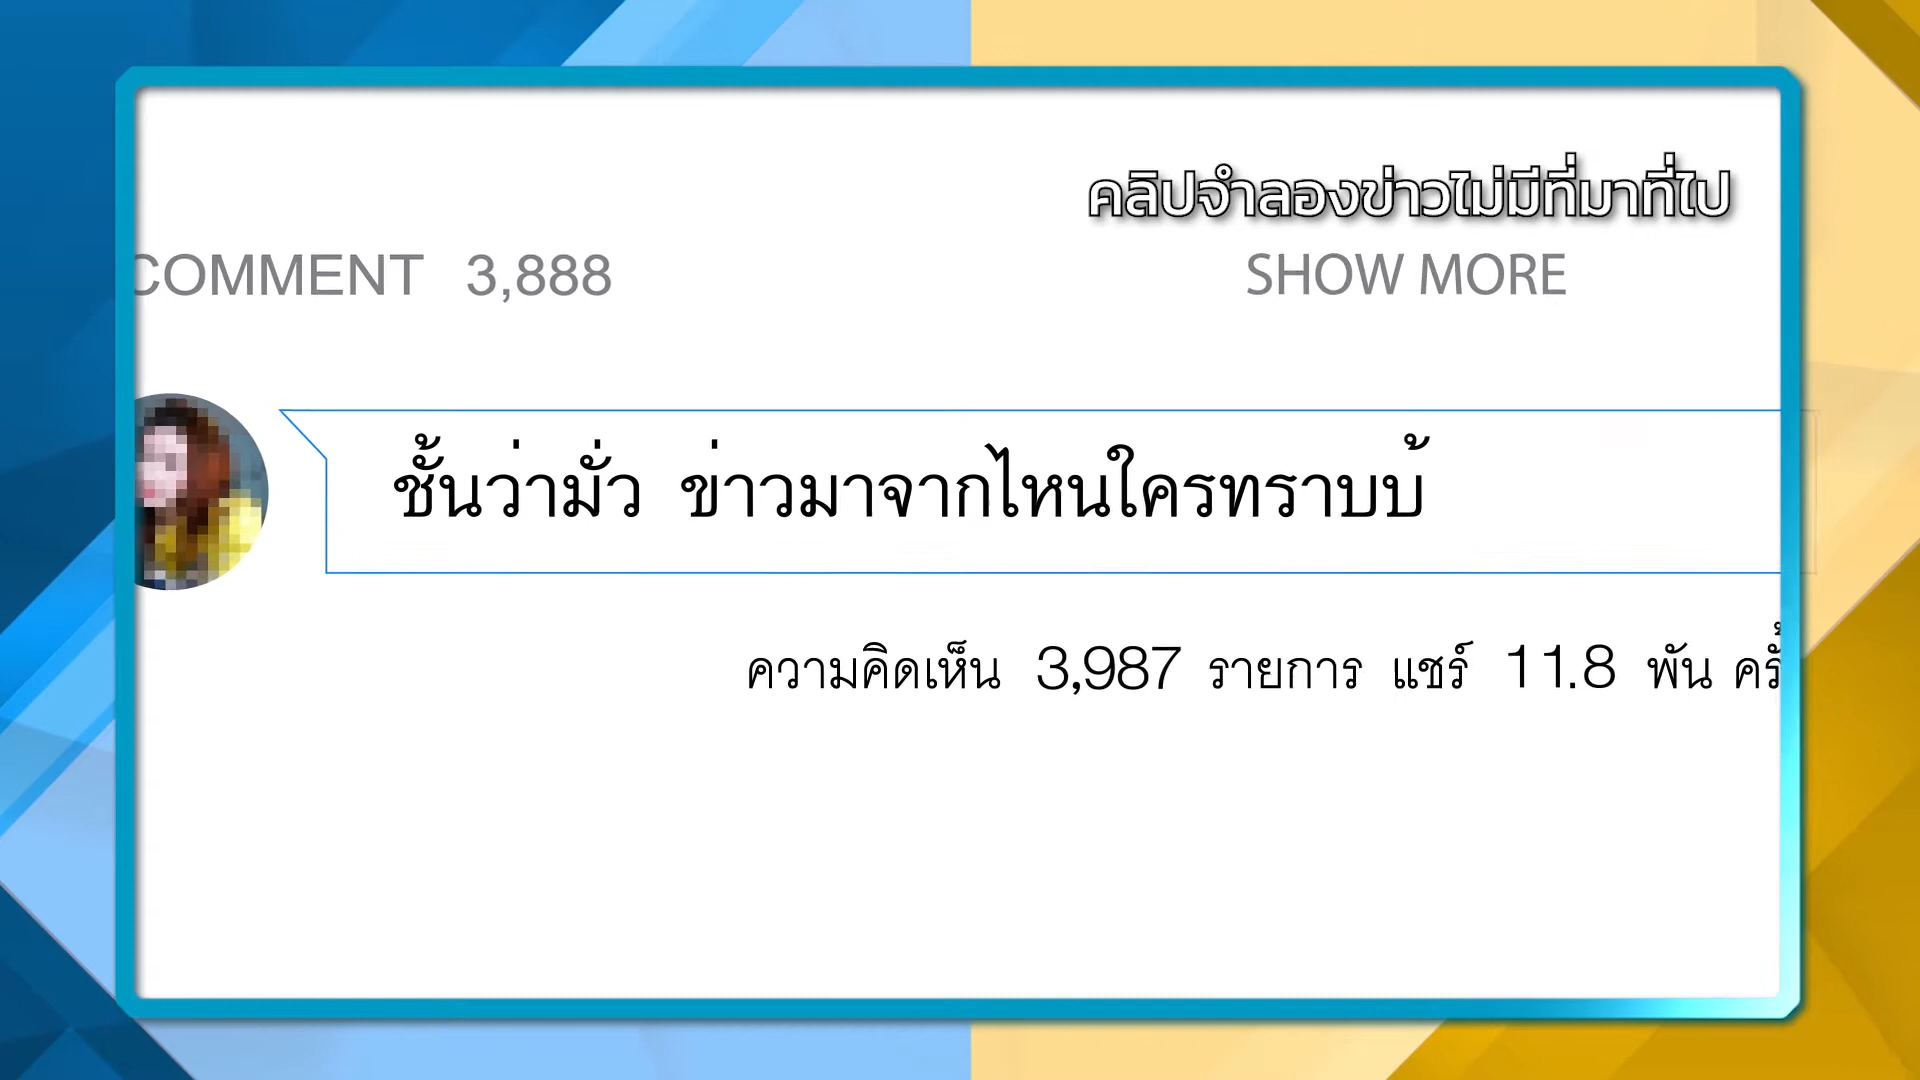 คลิปจำลองข่าวไม่มีที่มาที่ไป
COMMENT 3,888
SHOW MORE
ชั้นว่ามั่ว ข่าวมาจากไหนใครทราบบ้
ความคิดเห็น 3,987 รายการ แชร์ 11.8 พัน ครั้